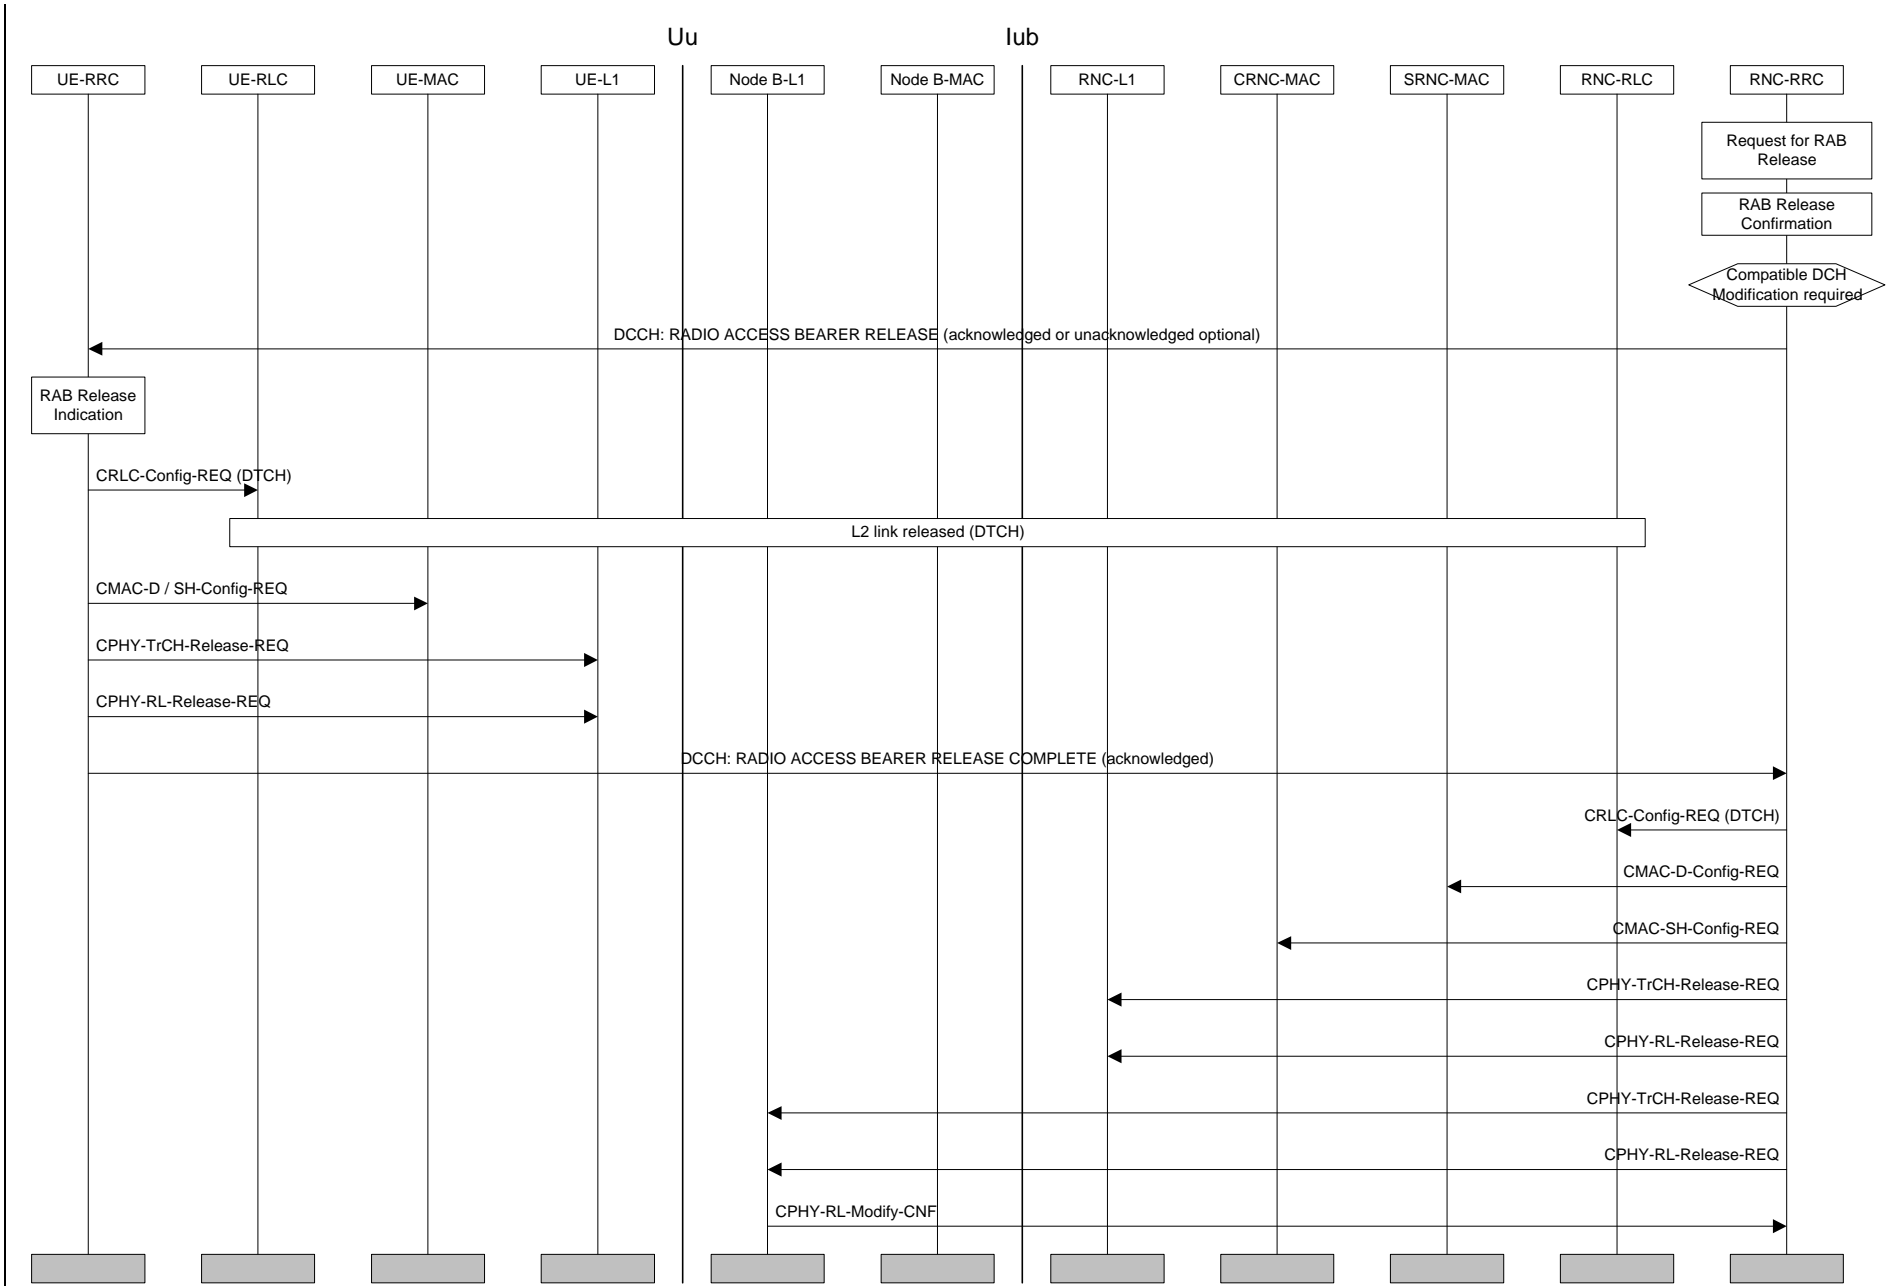 Uu
Iub
UE-RRC
UE-RLC
UE-MAC
UE-L1
Node B-L1
Node B-MAC
RNC-L1
CRNC-MAC
SRNC-MAC
RNC-RLC
RNC-RRC
Request for RAB
Release
RAB Release
Confirmation
Compatible DCH
Modification required
DCCH: RADIO ACCESS BEARER RELEASE (acknowledged or unacknowledged optional)
RAB Release
Indication
CRLC-Config-REQ (DTCH)
L2 link released (DTCH)
CMAC-D / SH-Config-REQ
CPHY-TrCH-Release-REQ
CPHY-RL-Release-REQ
DCCH: RADIO ACCESS BEARER RELEASE COMPLETE (acknowledged)
CRLC-Config-REQ (DTCH)
CMAC-D-Config-REQ
CMAC-SH-Config-REQ
CPHY-TrCH-Release-REQ
CPHY-RL-Release-REQ
CPHY-TrCH-Release-REQ
CPHY-RL-Release-REQ
CPHY-RL-Modify-CNF